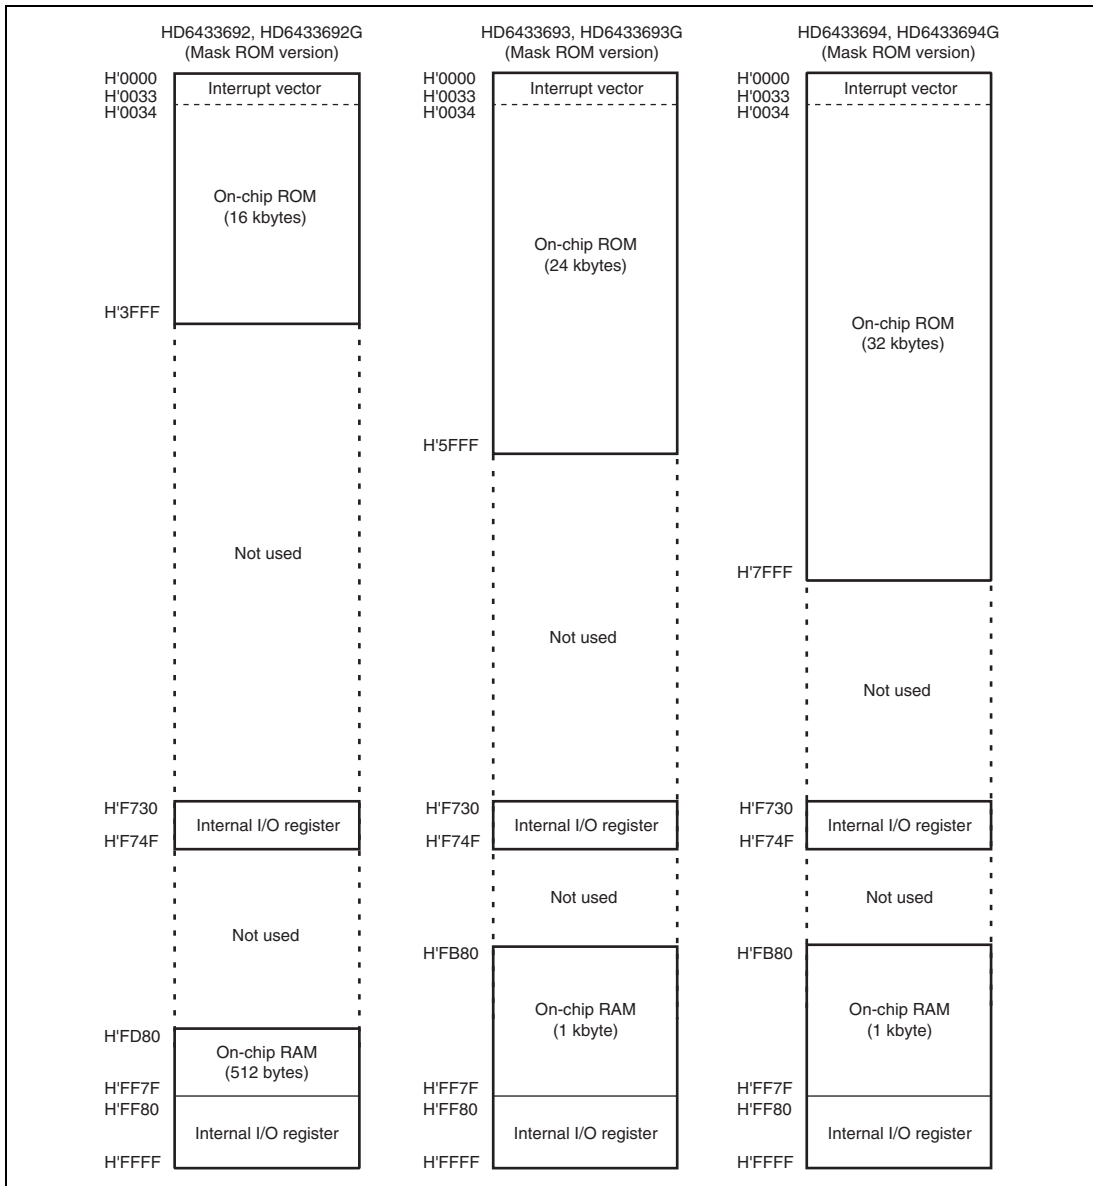 HD6433692, HD6433692G
(Mask ROM version)
H'0000
H'0033
H'0034
Interrupt vector
On-chip ROM
(16 kbytes)
H'3FFF
Not used
H'F730
Internal I/O register
H'F74F
Not used
H'FD80
On-chip RAM
(512 bytes)
H'FF7F
H'FF80
Internal I/O register
H'FFFF
HD6433693, HD6433693G
(Mask ROM version)
H'0000
H'0033
H'0034
Interrupt vector
On-chip ROM
(24 kbytes)
H'5FFF
Not used
H'F730
Internal I/O register
H'F74F
Not used
H'FB80
On-chip RAM
(1 kbyte)
H'FF7F
H'FF80
Internal I/O register
H'FFFF
HD6433694, HD6433694G
(Mask ROM version)
H'0000
H'0033
H'0034
Interrupt vector
On-chip ROM
(32 kbytes)
H'7FFF
Not used
H'F730
Internal I/O register
H'F74F
Not used
H'FB80
On-chip RAM
(1 kbyte)
H'FF7F
H'FF80
Internal I/O register
H'FFFF